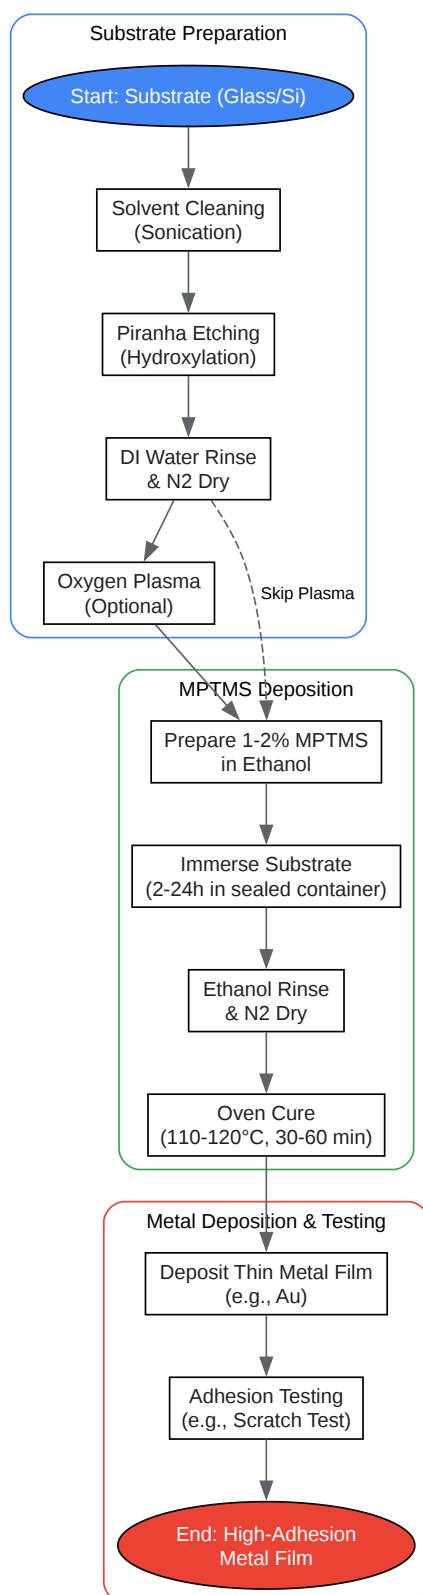 Substrate Preparation
Start: Substrate (Glass/Si)
Solvent Cleaning
(Sonication)
Piranha Etching
(Hydroxylation)
DI Water Rinse
& N2 Dry
Oxygen Plasma
(Optional)
Skip Plasma
MPTMS Deposition
Prepare 1-2% MPTMS
in Ethanol
Immerse Substrate
(2-24h in sealed container)
Ethanol Rinse
& N2 Dry
Oven Cure
(110-120°C, 30-60 min)
Metal Deposition & Testing
Deposit Thin Metal Film
(e.g., Au)
Adhesion Testing
(e.g., Scratch Test)
End: High-Adhesion
Metal Film